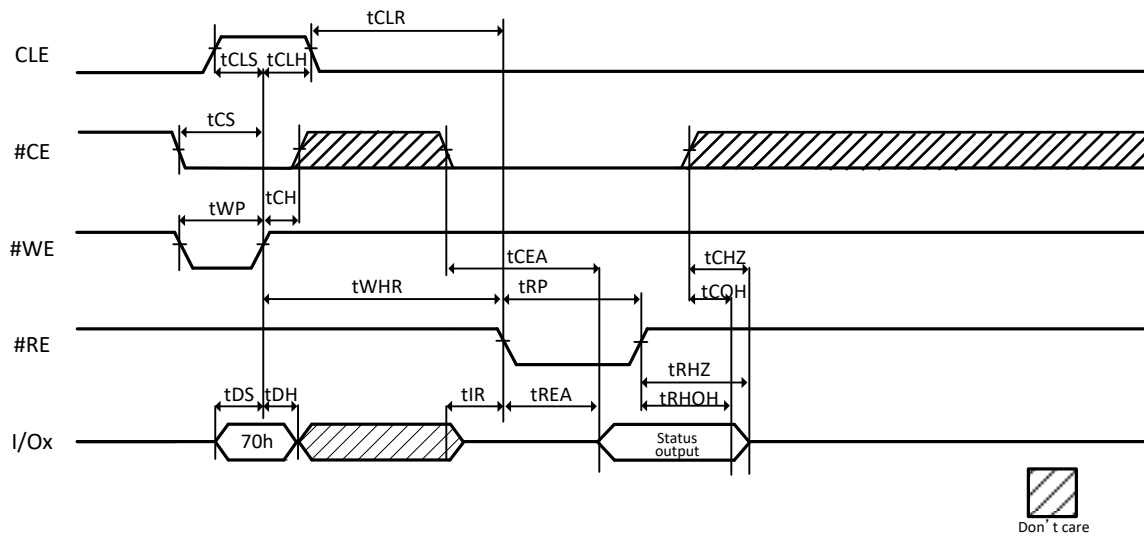 tCLR
CLE
tCLS tCLH
tCS
#CE
tCH
tWP
#WE
tCEA
tCHZ
tWHR
tRP
tCOH
#RE
tRHZ
tDS tDH
tIR
tREA
tRHOH
I/Ox
70h
Status
output
Don’t care